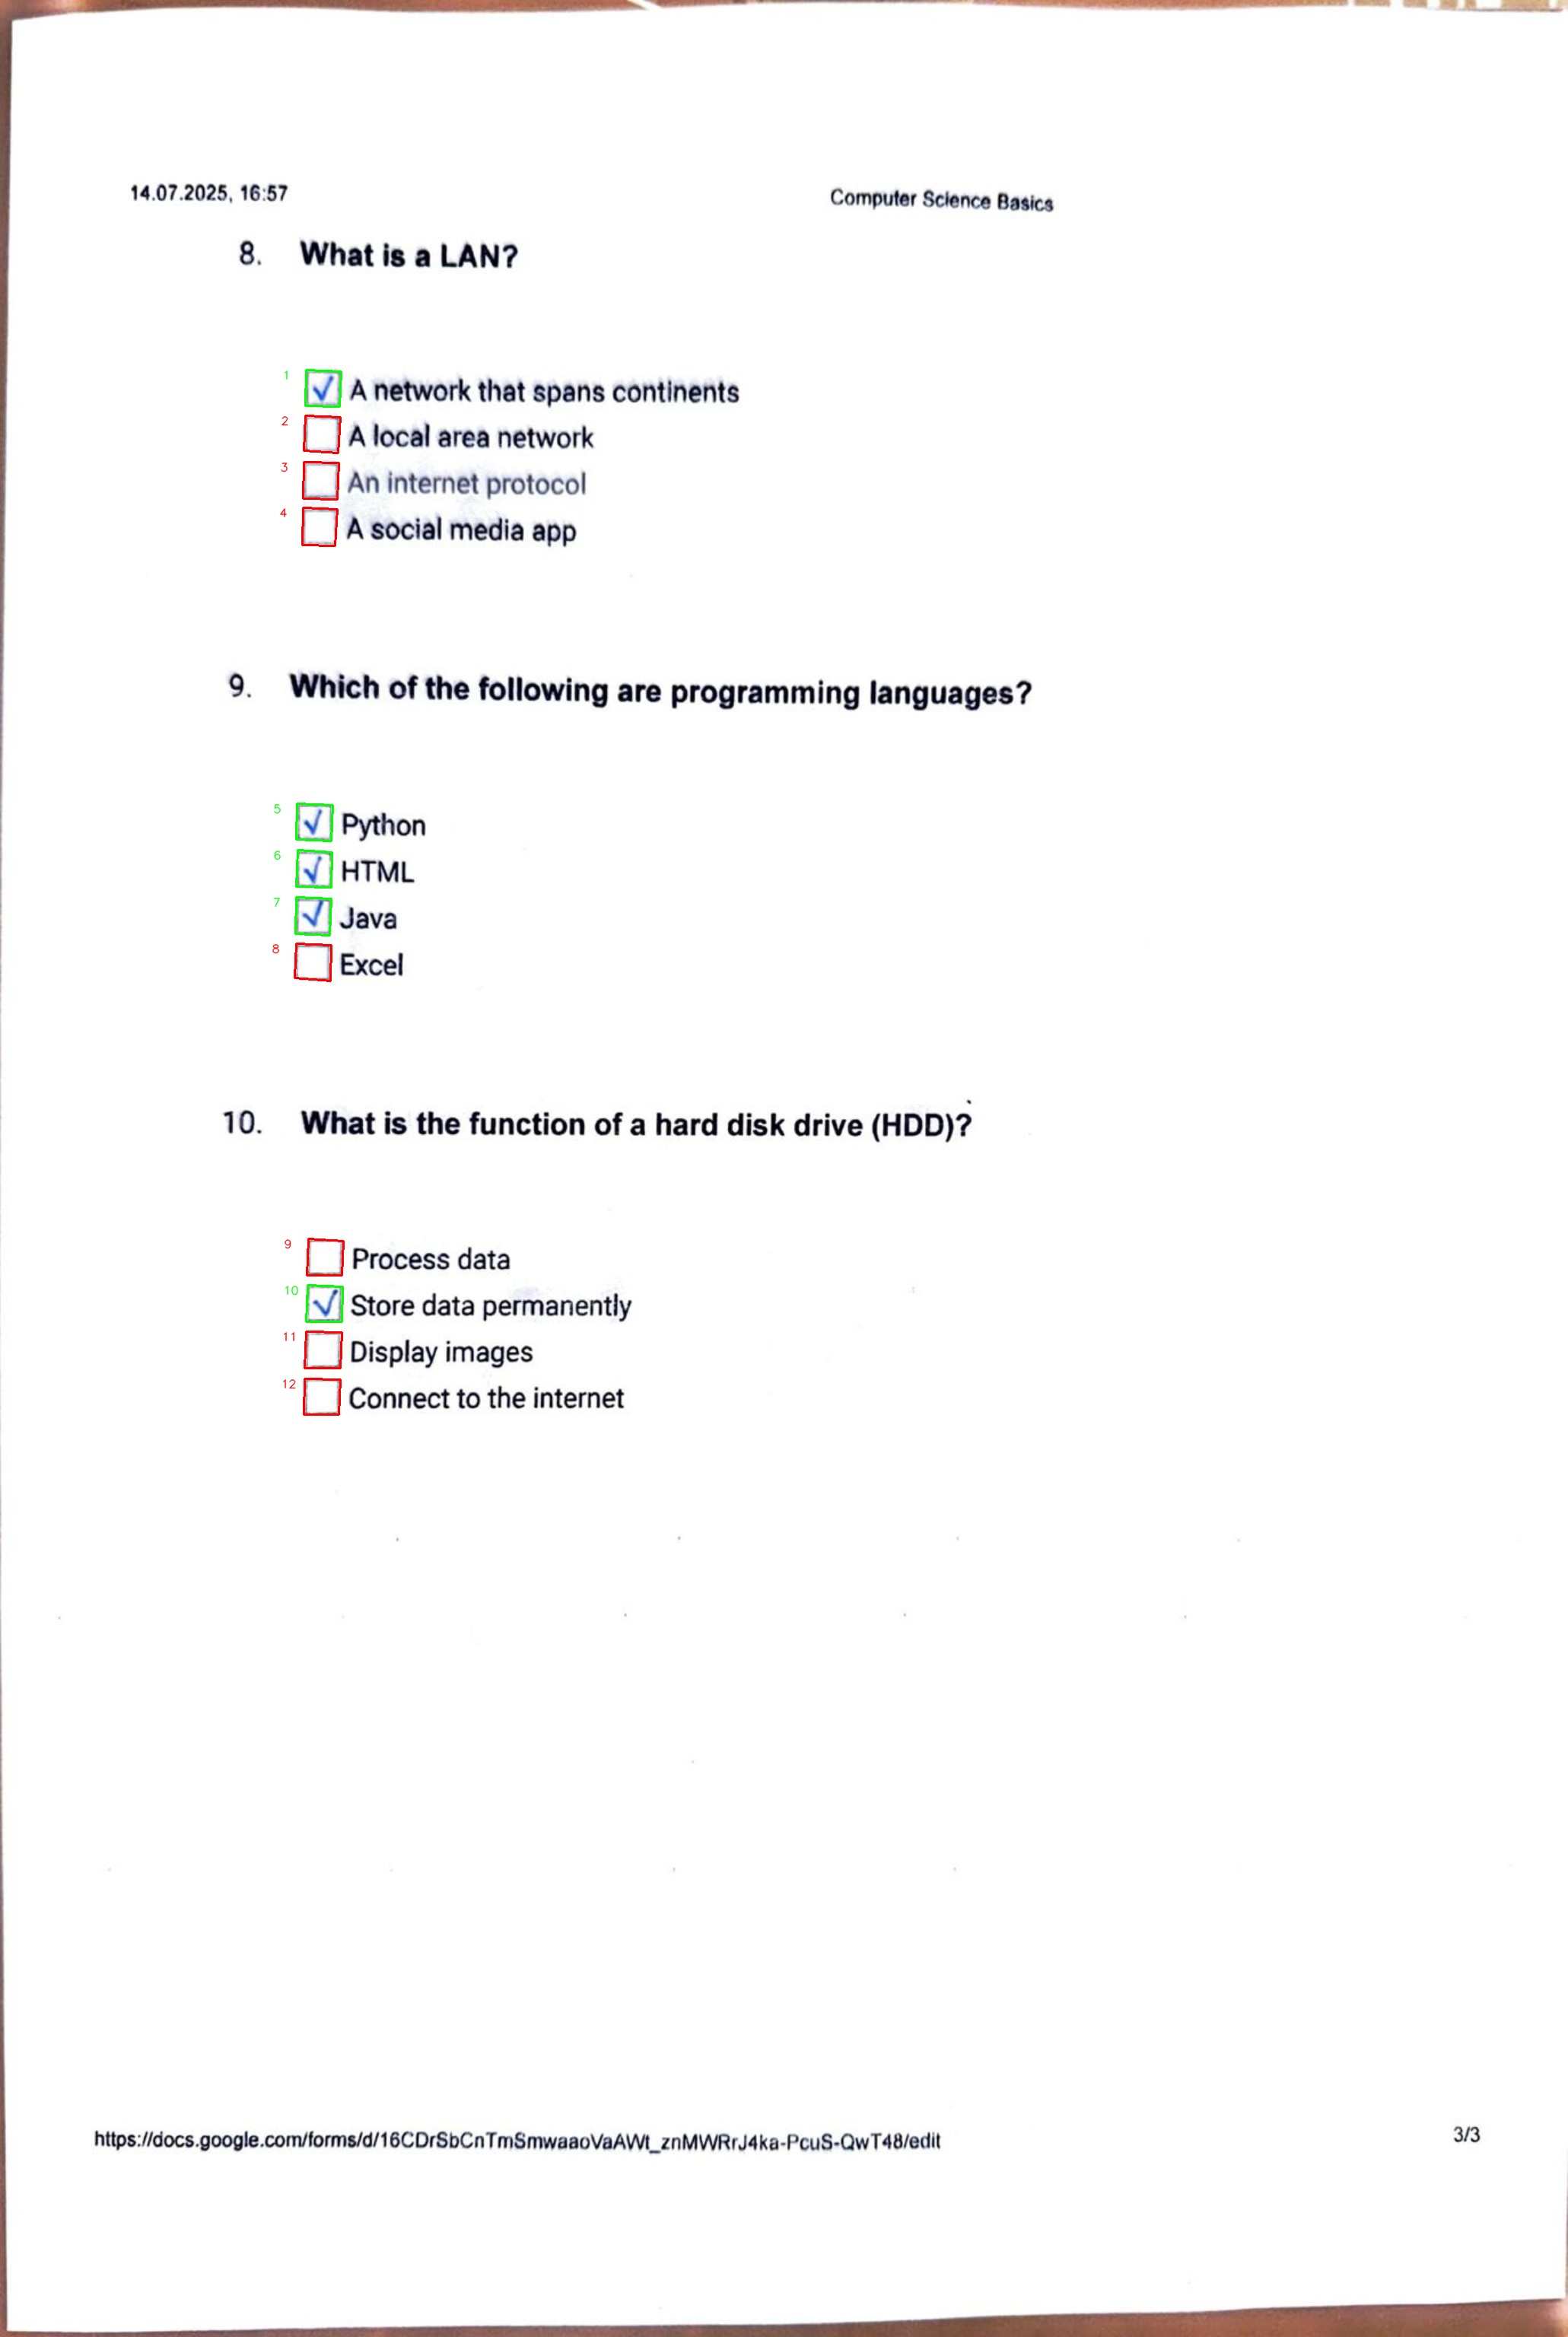 14.07.2025, 16:57
Computer Science Basics
8. What is a LAN?
1 A network that spans continents
2 A local area network
3 An internet protocol
4 A social media app
9. Which of the following are programming languages?
5 Python
6 HTML
7 Java
8 Excel
10. What is the function of a hard disk drive (HDD)?
9 Process data
10 Store data permanently
11 Display images
12 Connect to the internet
https://docs.google.com/forms/d/16CDrSbCnTmSmwaaoVaAWt_znMWRrJ4ka-PcuS-QwT48/edit
3/3